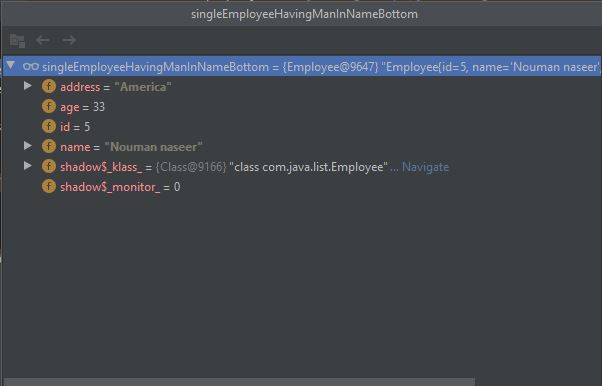 singleEmployeeHavingManInNameBottom
singleEmployeeHavingManInNameBottom = {Employee@9647} "Employee{id=5, name='Nouman naseer'
f address = "America"
f age = 33
f id = 5
f name = "Nouman naseer"
f shadow$_klass_ = {Class@9166} "class com.java.list.Employee" ... Navigate
f shadow$_monitor_ = 0